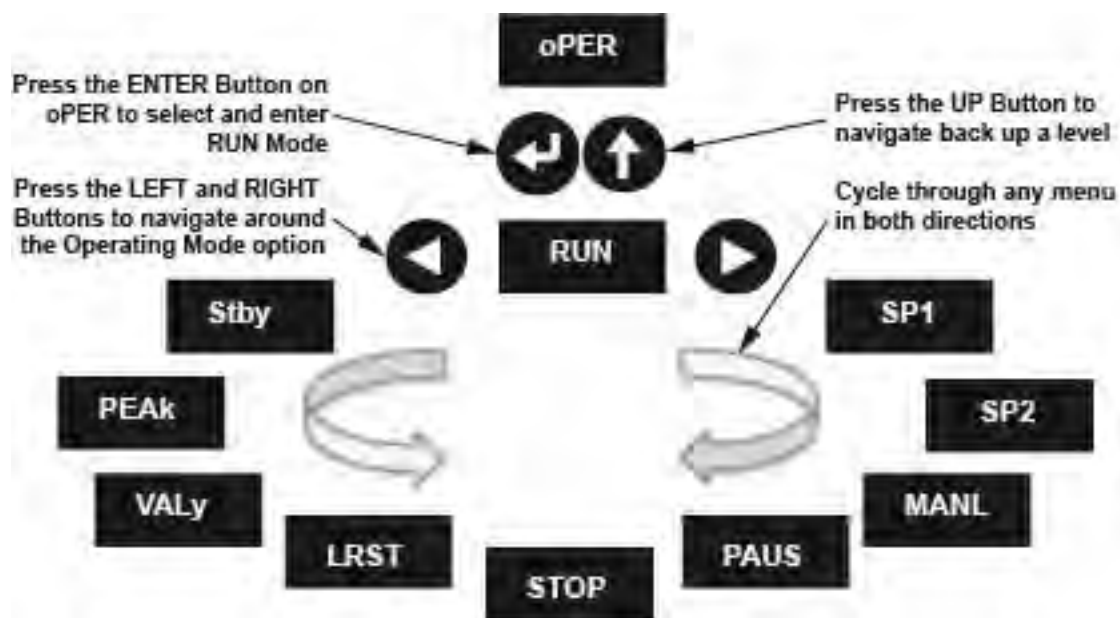 oPER
Press the ENTER Button on
oPER to select and enter
RUN Mode
Press the UP Button to
navigate back up a level
Press the LEFT and RIGHT
Buttons to navigate around
the Operating Mode option
Cycle through any menu
in both directions
RUN
Stby
SP1
PEAk
SP2
VALy
MANL
LRST
PAUS
STOP